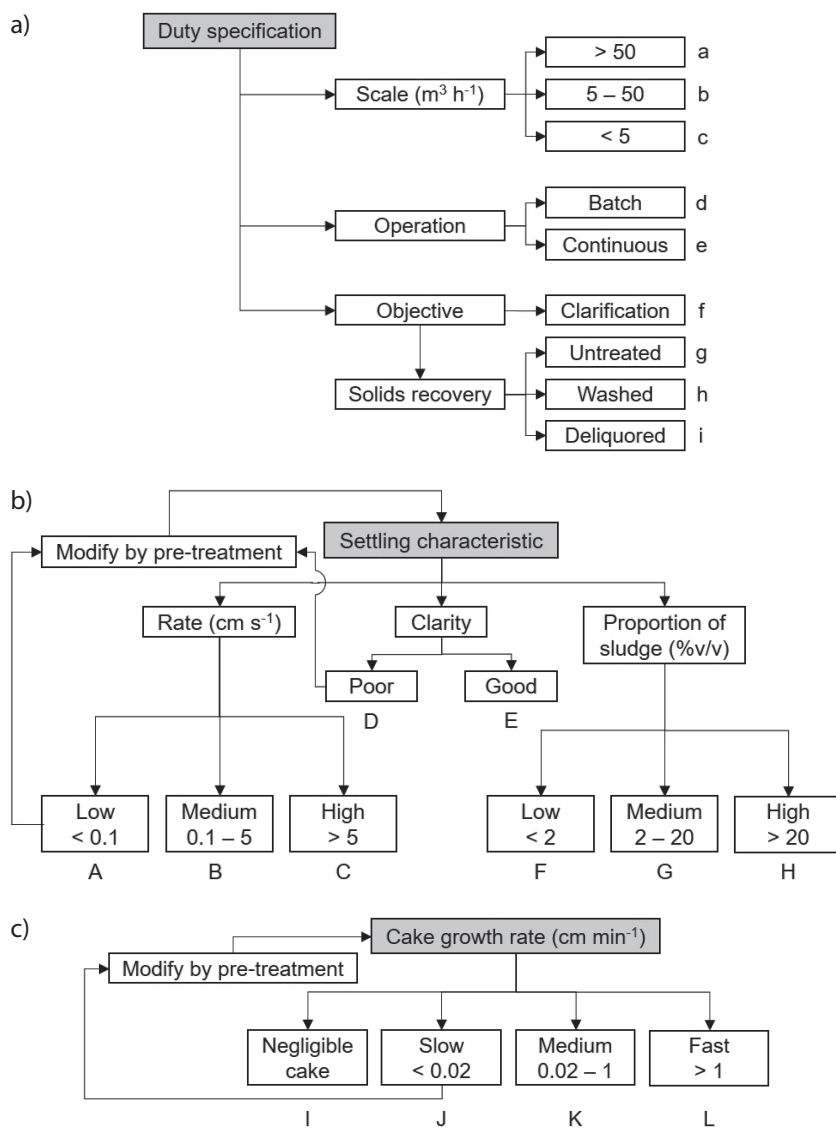 a)
Duty specification
> 50 a
Scale (m³ h⁻¹) 5 – 50 b
< 5 c
Batch d
Operation
Continuous e
Objective Clarification f
Untreated g
Solids recovery Washed h
Deliquored i
b)
Modify by pre-treatment Settling characteristic
Rate (cm s⁻¹) Clarity Proportion of
sludge (%v/v)
Poor Good
D E
Low Medium High Low Medium High
< 0.1 0.1 – 5 > 5 < 2 2 – 20 > 20
A B C F G H
c)
Cake growth rate (cm min⁻¹)
Modify by pre-treatment
Negligible Slow Medium Fast
cake < 0.02 0.02 – 1 > 1
I J K L